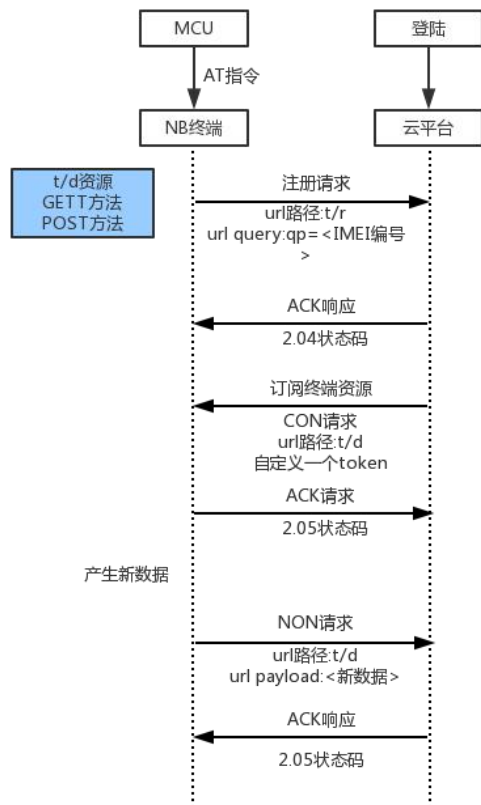 MCU
登陆
AT指令
NB终端
云平台
t/d资源
GETT方法
POST方法
注册请求
url路径:t/r
url query:qp=<IMEI编号
>
ACK响应
2.04状态码
订阅终端资源
CON请求
url路径:t/d
自定义一个token
ACK请求
2.05状态码
产生新数据
NON请求
url路径:t/d
url payload:<新数据>
ACK响应
2.05状态码